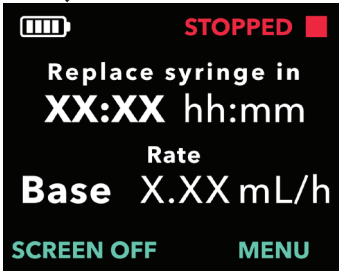 STOPPED
Replace syringe in
XX:XX hh:mm
Rate
Base X.XX mL/h
SCREEN OFF MENU